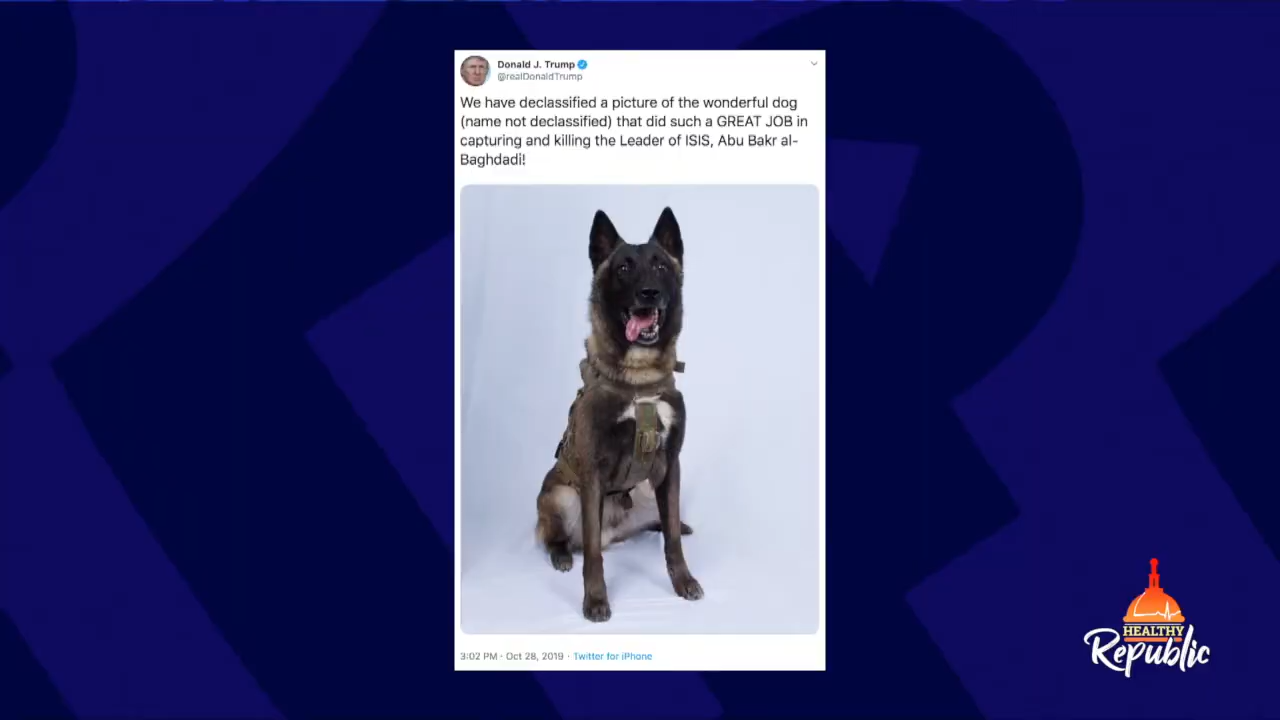 Donald J. Trump
@realDonaldTrump
We have declassified a picture of the wonderful dog
(name not declassified) that did such a GREAT JOB in
capturing and killing the Leader of ISIS, Abu Bakr al-
Baghdadi!
3:02 PM · Oct 28, 2019 · Twitter for iPhone
HEALTHY
Republic